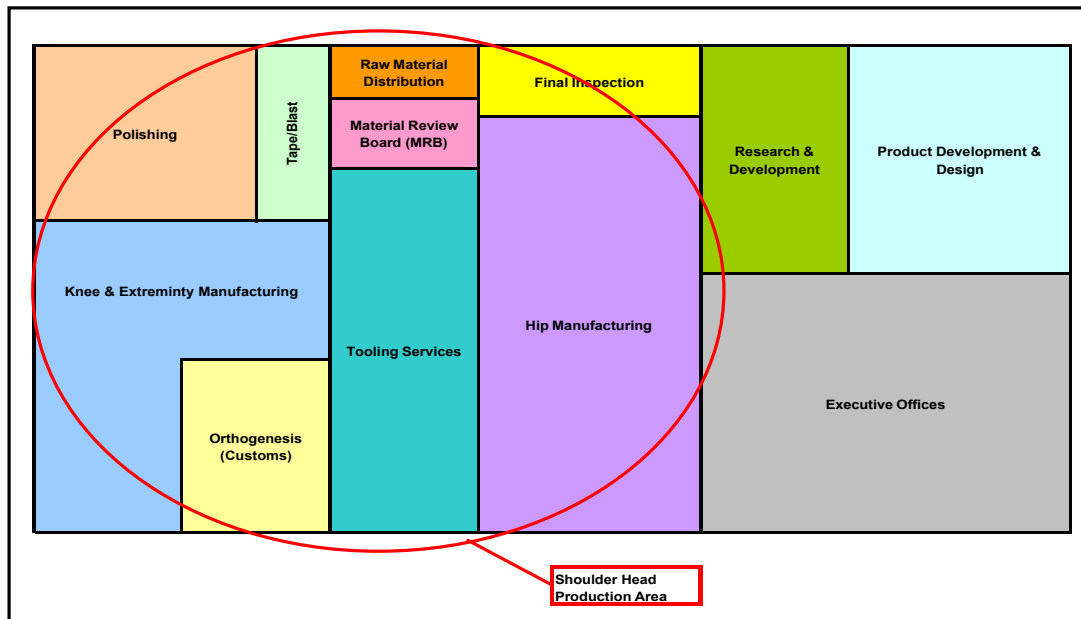 Polishing
Tape/Blast
Raw Material
Distribution
Material Review
Board (MRB)
Final Inspection
Research &
Development
Product Development &
Design
Knee & Extreminty Manufacturing
Tooling Services
Hip Manufacturing
Orthogenesis
(Customs)
Executive Offices
Shoulder Head
Production Area